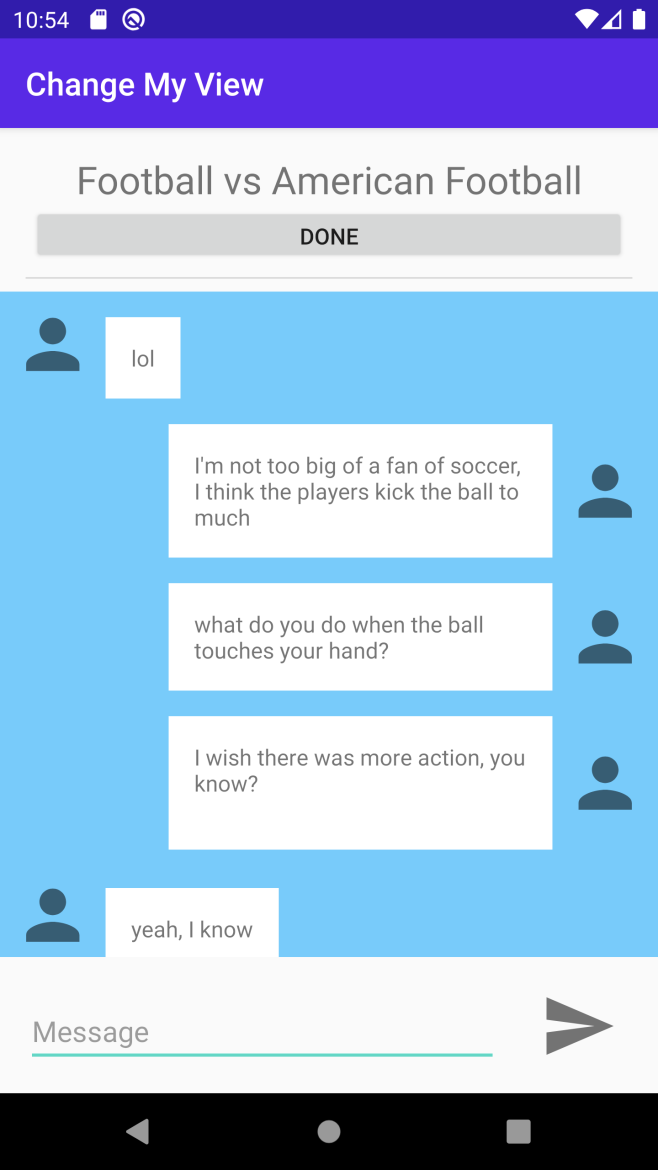 10:54
Change My View
Football vs American Football
DONE
lol
I'm not too big of a fan of soccer,
I think the players kick the ball to
much
what do you do when the ball
touches your hand?
I wish there was more action, you
know?
yeah, I know
Message